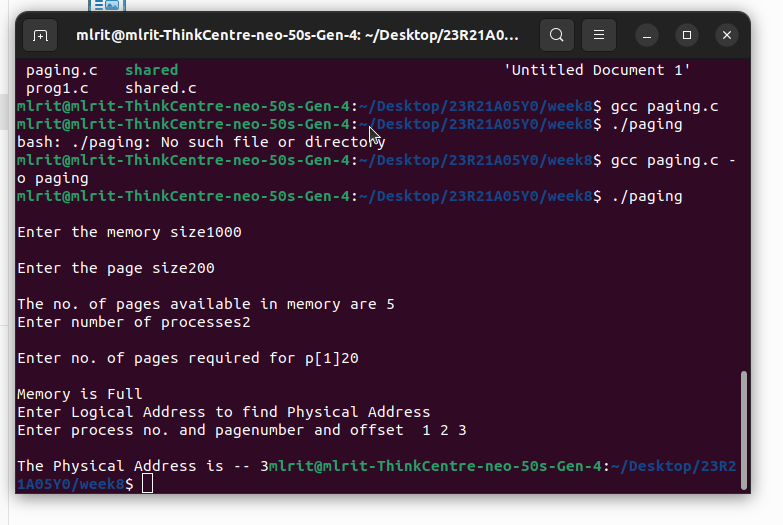 mlrit@mlrit-ThinkCentre-neo-50s-Gen-4: ~/Desktop/23R21A0...
paging.c   shared                                    'Untitled Document 1'
prog1.c    shared.c
mlrit@mlrit-ThinkCentre-neo-50s-Gen-4:~/Desktop/23R21A05Y0/week8$ gcc paging.c
mlrit@mlrit-ThinkCentre-neo-50s-Gen-4:~/Desktop/23R21A05Y0/week8$ ./paging
bash: ./paging: No such file or directory
mlrit@mlrit-ThinkCentre-neo-50s-Gen-4:~/Desktop/23R21A05Y0/week8$ gcc paging.c -
o paging
mlrit@mlrit-ThinkCentre-neo-50s-Gen-4:~/Desktop/23R21A05Y0/week8$ ./paging
Enter the memory size1000
Enter the page size200
The no. of pages available in memory are 5
Enter number of processes2
Enter no. of pages required for p[1]20
Memory is Full
Enter Logical Address to find Physical Address
Enter process no. and pagenumber and offset  1 2 3
The Physical Address is -- 3mlrit@mlrit-ThinkCentre-neo-50s-Gen-4:~/Desktop/23R2
1A05Y0/week8$